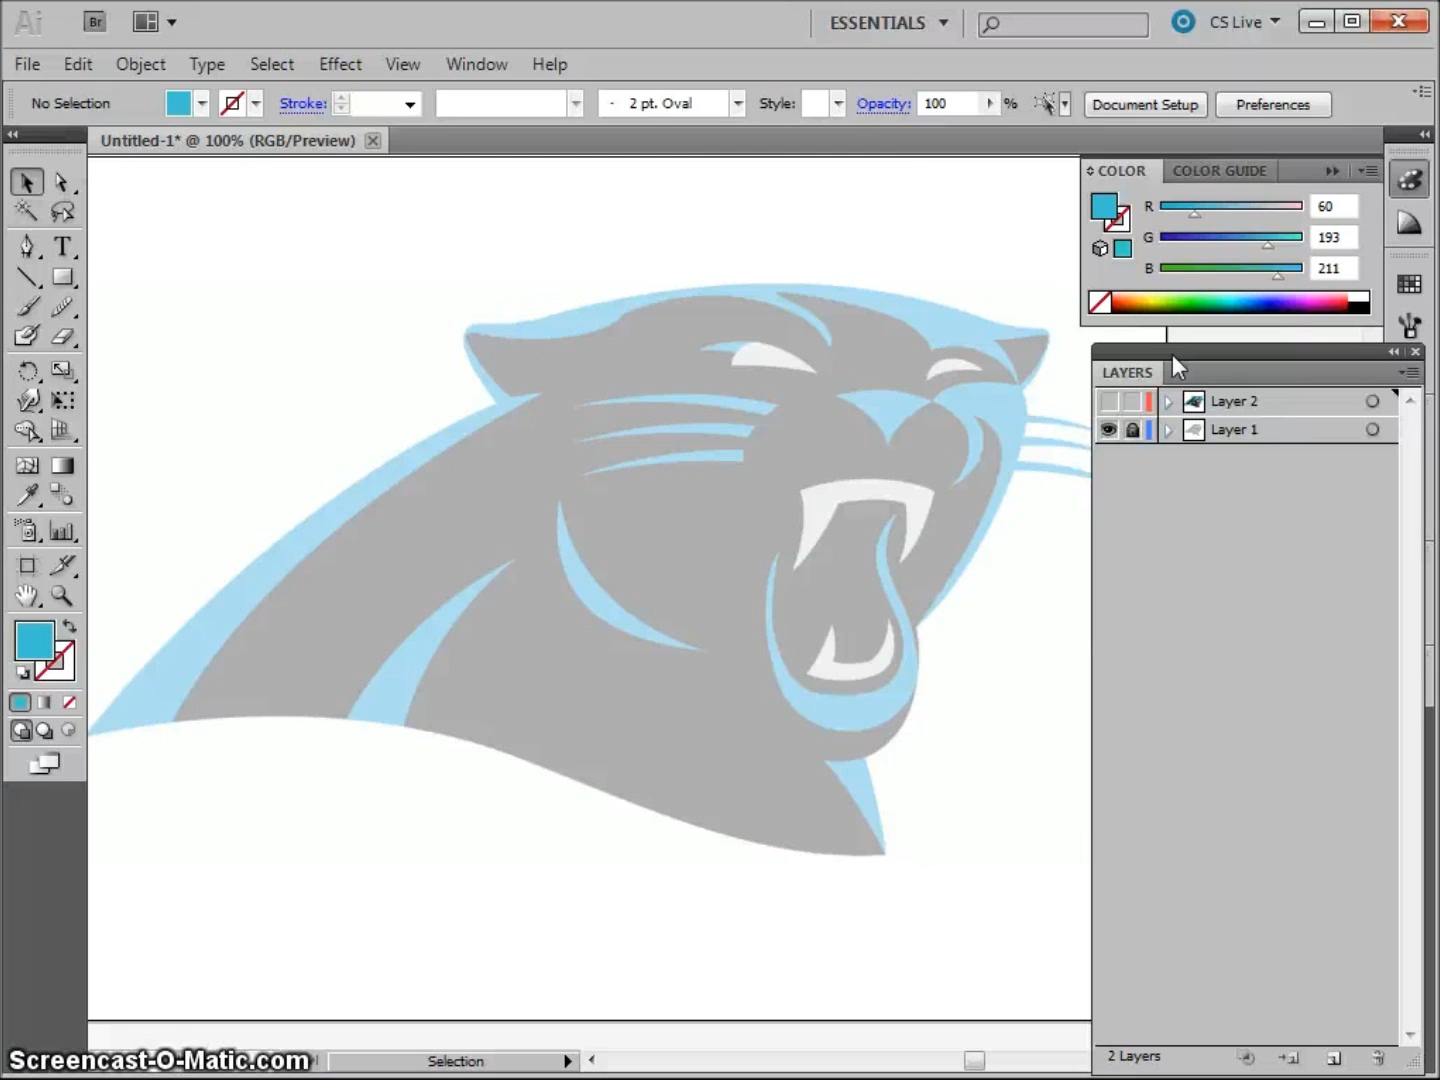 Ai Br ESSENTIALS CS Live
File Edit Object Type Select Effect View Window Help
No Selection Stroke: 2 pt. Oval Style: Opacity: 100 % Document Setup Preferences
Untitled-1* @ 100% (RGB/Preview)
COLOR COLOR GUIDE
R 60
G 193
B 211
LAYERS
Layer 2
Layer 1
T
2 Layers
Selection
Screencast-O-Matic.com